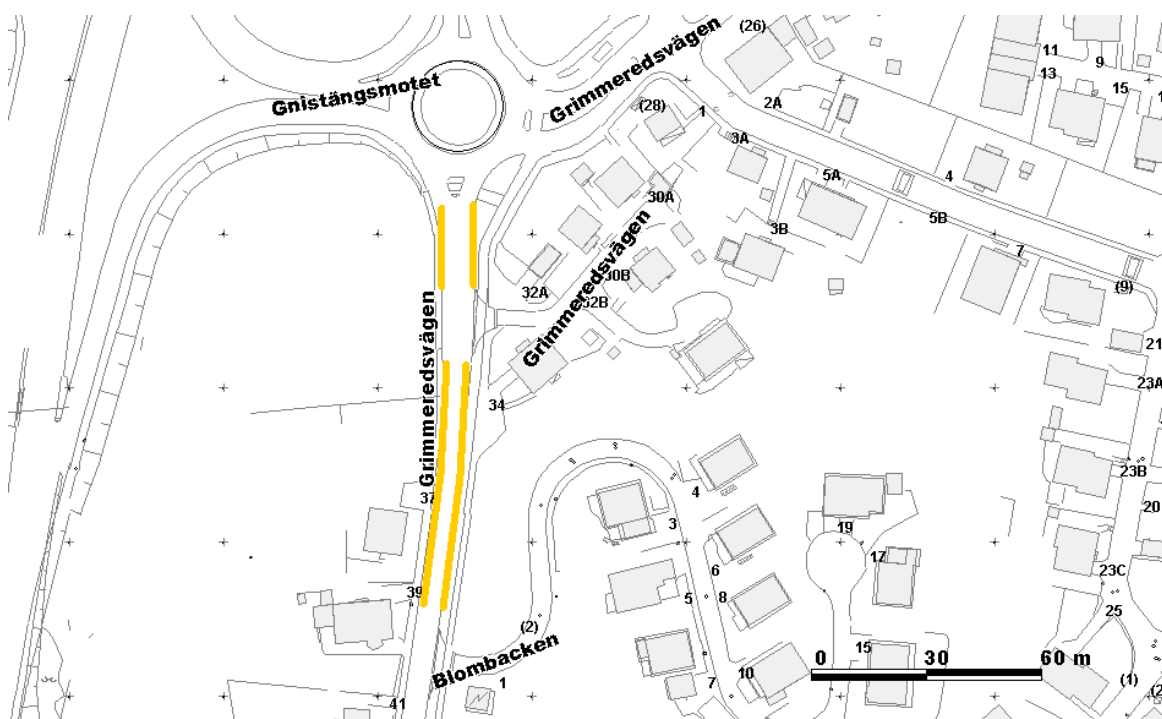 (26)
Grimmeredsvägen
11
9
13
15
Gnistängsmotet
(28)
1
2A
3A
5A
4
30A
5B
3B
7
30B
32A
32B
(9)
Grimmeredsvägen
Grimmeredsvägen
21
23A
34
37
4
23B
3
19
20
6
17
39
5
8
23C
25
(2)
Blombacken
15
0 30 60 m
10
7
1
(1)
41